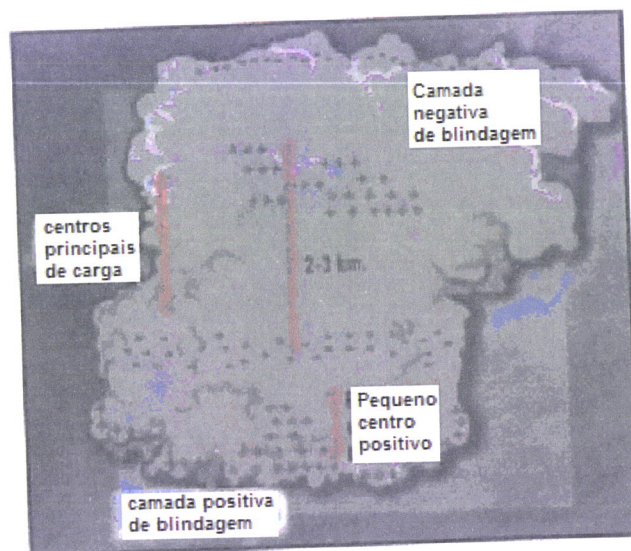 Camada
negativa
de blindagem
centros
principais
de carga
2-3 km.
Pequeno
centro
positivo
camada positiva
de blindagem